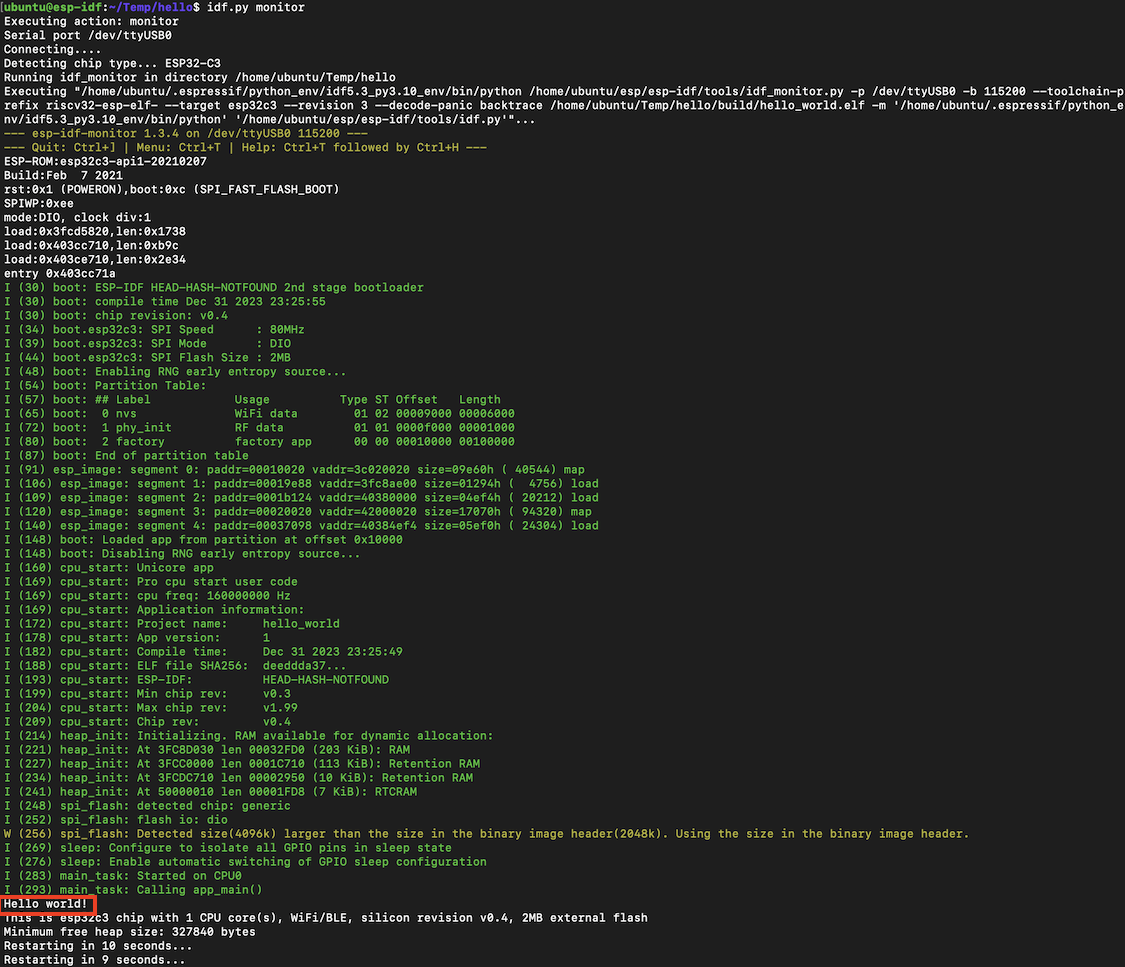 [ubuntu@esp-idf:~/Temp/hello$ idf.py monitor
Executing action: monitor
Serial port /dev/ttyUSB0
Connecting....
Detecting chip type... ESP32-C3
Running idf_monitor in directory /home/ubuntu/Temp/hello
Executing "/home/ubuntu/.espressif/python_env/idf5.3_py3.10_env/bin/python /home/ubuntu/esp/esp-idf/tools/idf_monitor.py -p /dev/ttyUSB0 -b 115200 --toolchain-p
refix riscv32-esp-elf- --target esp32c3 --revision 3 --decode-panic backtrace /home/ubuntu/Temp/hello/build/hello_world.elf -m '/home/ubuntu/.espressif/python_e
nv/idf5.3_py3.10_env/bin/python' '/home/ubuntu/esp/esp-idf/tools/idf.py'"...
--- esp-idf-monitor 1.3.4 on /dev/ttyUSB0 115200 ---
--- Quit: Ctrl+] | Menu: Ctrl+T | Help: Ctrl+T followed by Ctrl+H ---
ESP-ROM:esp32c3-api1-20210207
Build:Feb  7 2021
rst:0x1 (POWERON),boot:0xc (SPI_FAST_FLASH_BOOT)
SPIWP:0xee
mode:DIO, clock div:1
load:0x3fcd5820,len:0x1738
load:0x403cc710,len:0xb9c
load:0x403ce710,len:0x2e34
entry 0x403cc71a
I (30) boot: ESP-IDF HEAD-HASH-NOTFOUND 2nd stage bootloader
I (30) boot: compile time Dec 31 2023 23:25:55
I (30) boot: chip revision: v0.4
I (34) boot.esp32c3: SPI Speed      : 80MHz
I (39) boot.esp32c3: SPI Mode       : DIO
I (44) boot.esp32c3: SPI Flash Size : 2MB
I (48) boot: Enabling RNG early entropy source...
I (54) boot: Partition Table:
I (57) boot: ## Label            Usage          Type ST Offset   Length
I (65) boot:  0 nvs              WiFi data        01 02 00009000 00006000
I (72) boot:  1 phy_init         RF data          01 01 0000f000 00001000
I (80) boot:  2 factory          factory app      00 00 00010000 00100000
I (87) boot: End of partition table
I (91) esp_image: segment 0: paddr=00010020 vaddr=3c020020 size=09e60h ( 40544) map
I (106) esp_image: segment 1: paddr=00019e88 vaddr=3fc8ae00 size=01294h (  4756) load
I (109) esp_image: segment 2: paddr=0001b124 vaddr=40380000 size=04ef4h ( 20212) load
I (120) esp_image: segment 3: paddr=00020020 vaddr=42000020 size=17070h ( 94320) map
I (140) esp_image: segment 4: paddr=00037098 vaddr=40384ef4 size=05ef0h ( 24304) load
I (148) boot: Loaded app from partition at offset 0x10000
I (148) boot: Disabling RNG early entropy source...
I (160) cpu_start: Unicore app
I (169) cpu_start: Pro cpu start user code
I (169) cpu_start: cpu freq: 160000000 Hz
I (169) cpu_start: Application information:
I (172) cpu_start: Project name:     hello_world
I (178) cpu_start: App version:      1
I (182) cpu_start: Compile time:     Dec 31 2023 23:25:49
I (188) cpu_start: ELF file SHA256:  deeddda37...
I (193) cpu_start: ESP-IDF:          HEAD-HASH-NOTFOUND
I (199) cpu_start: Min chip rev:     v0.3
I (204) cpu_start: Max chip rev:     v1.99
I (209) cpu_start: Chip rev:         v0.4
I (214) heap_init: Initializing. RAM available for dynamic allocation:
I (221) heap_init: At 3FC8D030 len 00032FD0 (203 KiB): RAM
I (227) heap_init: At 3FCC0000 len 0001C710 (113 KiB): Retention RAM
I (234) heap_init: At 3FCDC710 len 00002950 (10 KiB): Retention RAM
I (241) heap_init: At 50000010 len 00001FD8 (7 KiB): RTCRAM
I (248) spi_flash: detected chip: generic
I (252) spi_flash: flash io: dio
W (256) spi_flash: Detected size(4096k) larger than the size in the binary image header(2048k). Using the size in the binary image header.
I (269) sleep: Configure to isolate all GPIO pins in sleep state
I (276) sleep: Enable automatic switching of GPIO sleep configuration
I (283) main_task: Started on CPU0
I (293) main_task: Calling app_main()
Hello world!
This is esp32c3 chip with 1 CPU core(s), WiFi/BLE, silicon revision v0.4, 2MB external flash
Minimum free heap size: 327840 bytes
Restarting in 10 seconds...
Restarting in 9 seconds...